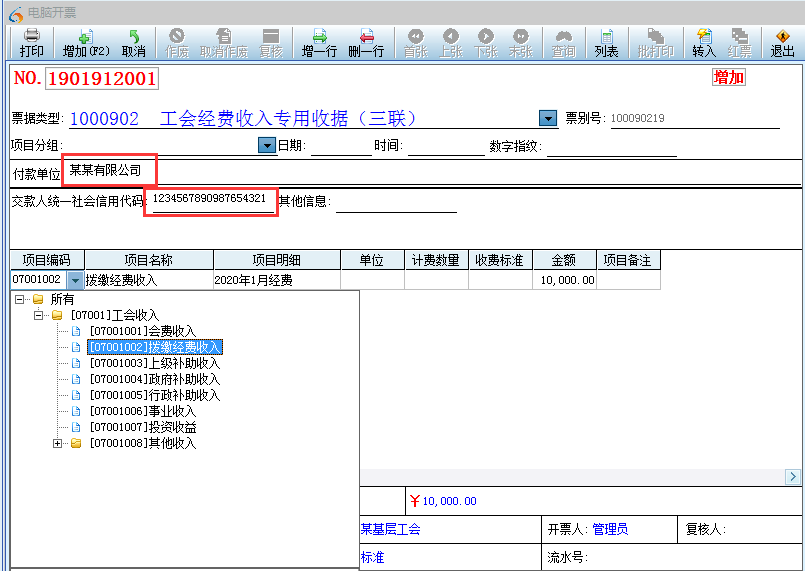 电脑开票
打印 增加(F2) 取消 作废 取消作废 复核 增一行 删一行 首张 上张 下张 末张 查询 列表 批打印 转入 红票 退出
NO. 1901912001 增加
票据类型: 1000902 工会经费收入专用收据（三联） 票别号: 100090219
项目分组: 日期: 时间: 数字指纹:
付款单位 某某有限公司
交款人统一社会信用代码: 1234567890987654321 其他信息:
项目编码 项目名称 项目明细 单位 计费数量 收费标准 金额 项目备注
07001002 拨缴经费收入 2020年1月经费 10,000.00
所有
[07001]工会收入
[07001001]会费收入
[07001002]拨缴经费收入
[07001003]上级补助收入
[07001004]政府补助收入
[07001005]行政补助收入
[07001006]事业收入
[07001007]投资收益
[07001008]其他收入
￥10,000.00
某基层工会 开票人: 管理员 复核人:
标准 流水号: